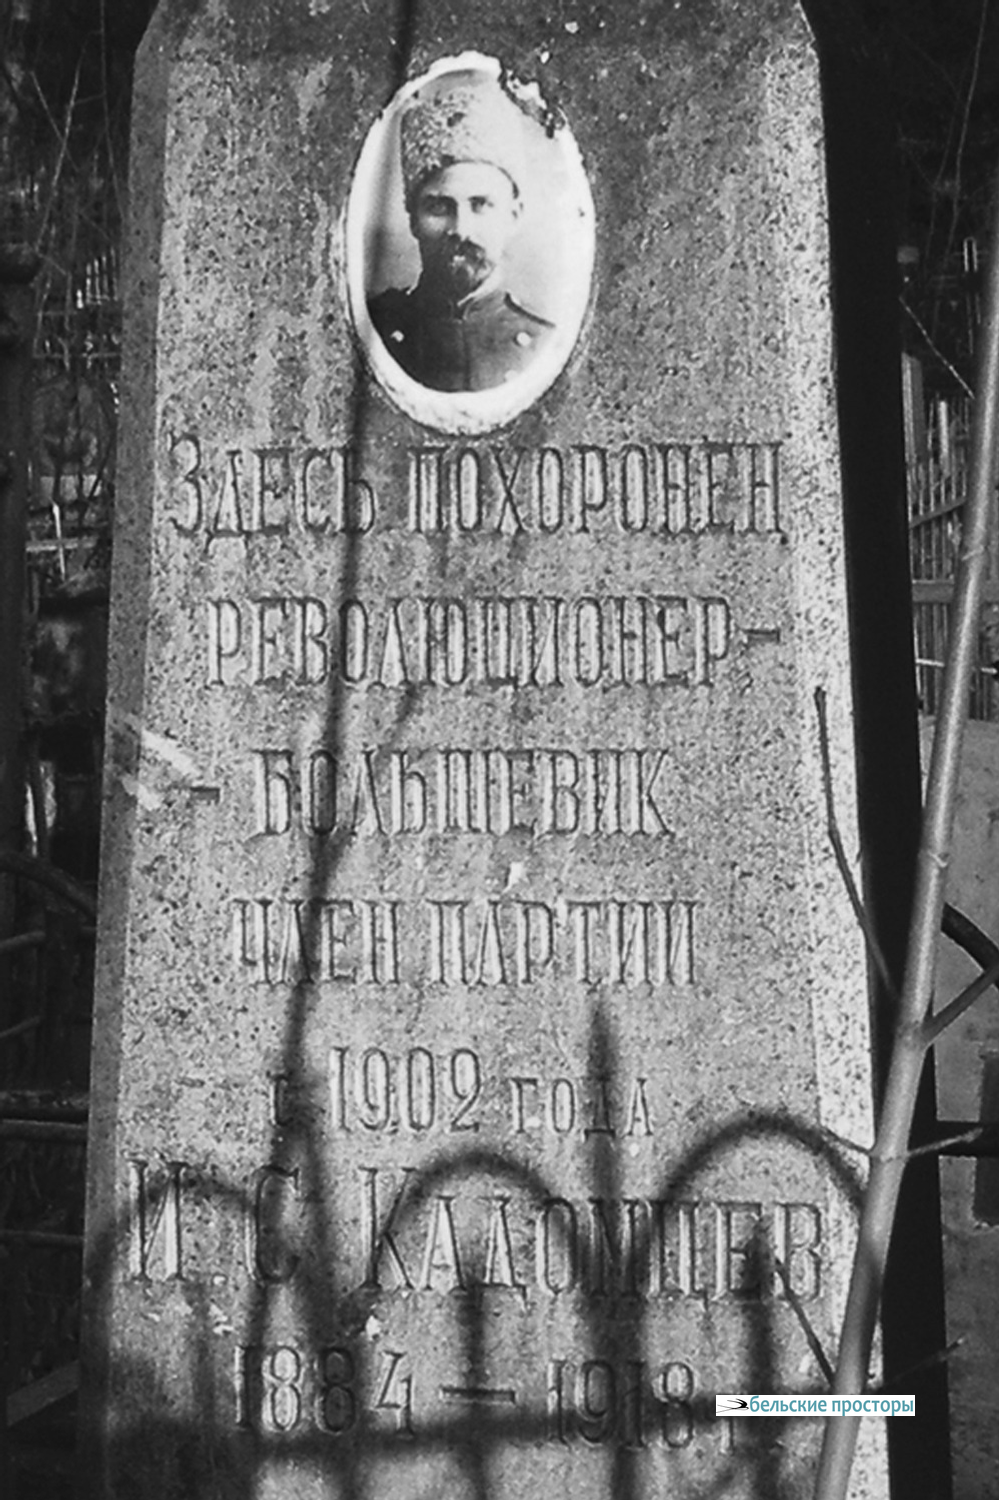 Здесь похоронен
революционер-
- большевик
член партии
с 1902 года
И. С. Кадомцев
1884 — 1918 г
бельские просторы